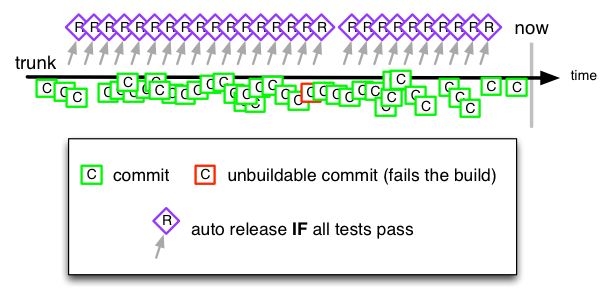 R R R R R R R R R R R R R R R R R R R R R R R R R R R now
trunk
time
C C C C C C C C C C C C C C C C C C C C C C C C C C C C C C C C C C C C C C C C
C commit C unbuildable commit (fails the build)
R auto release IF all tests pass